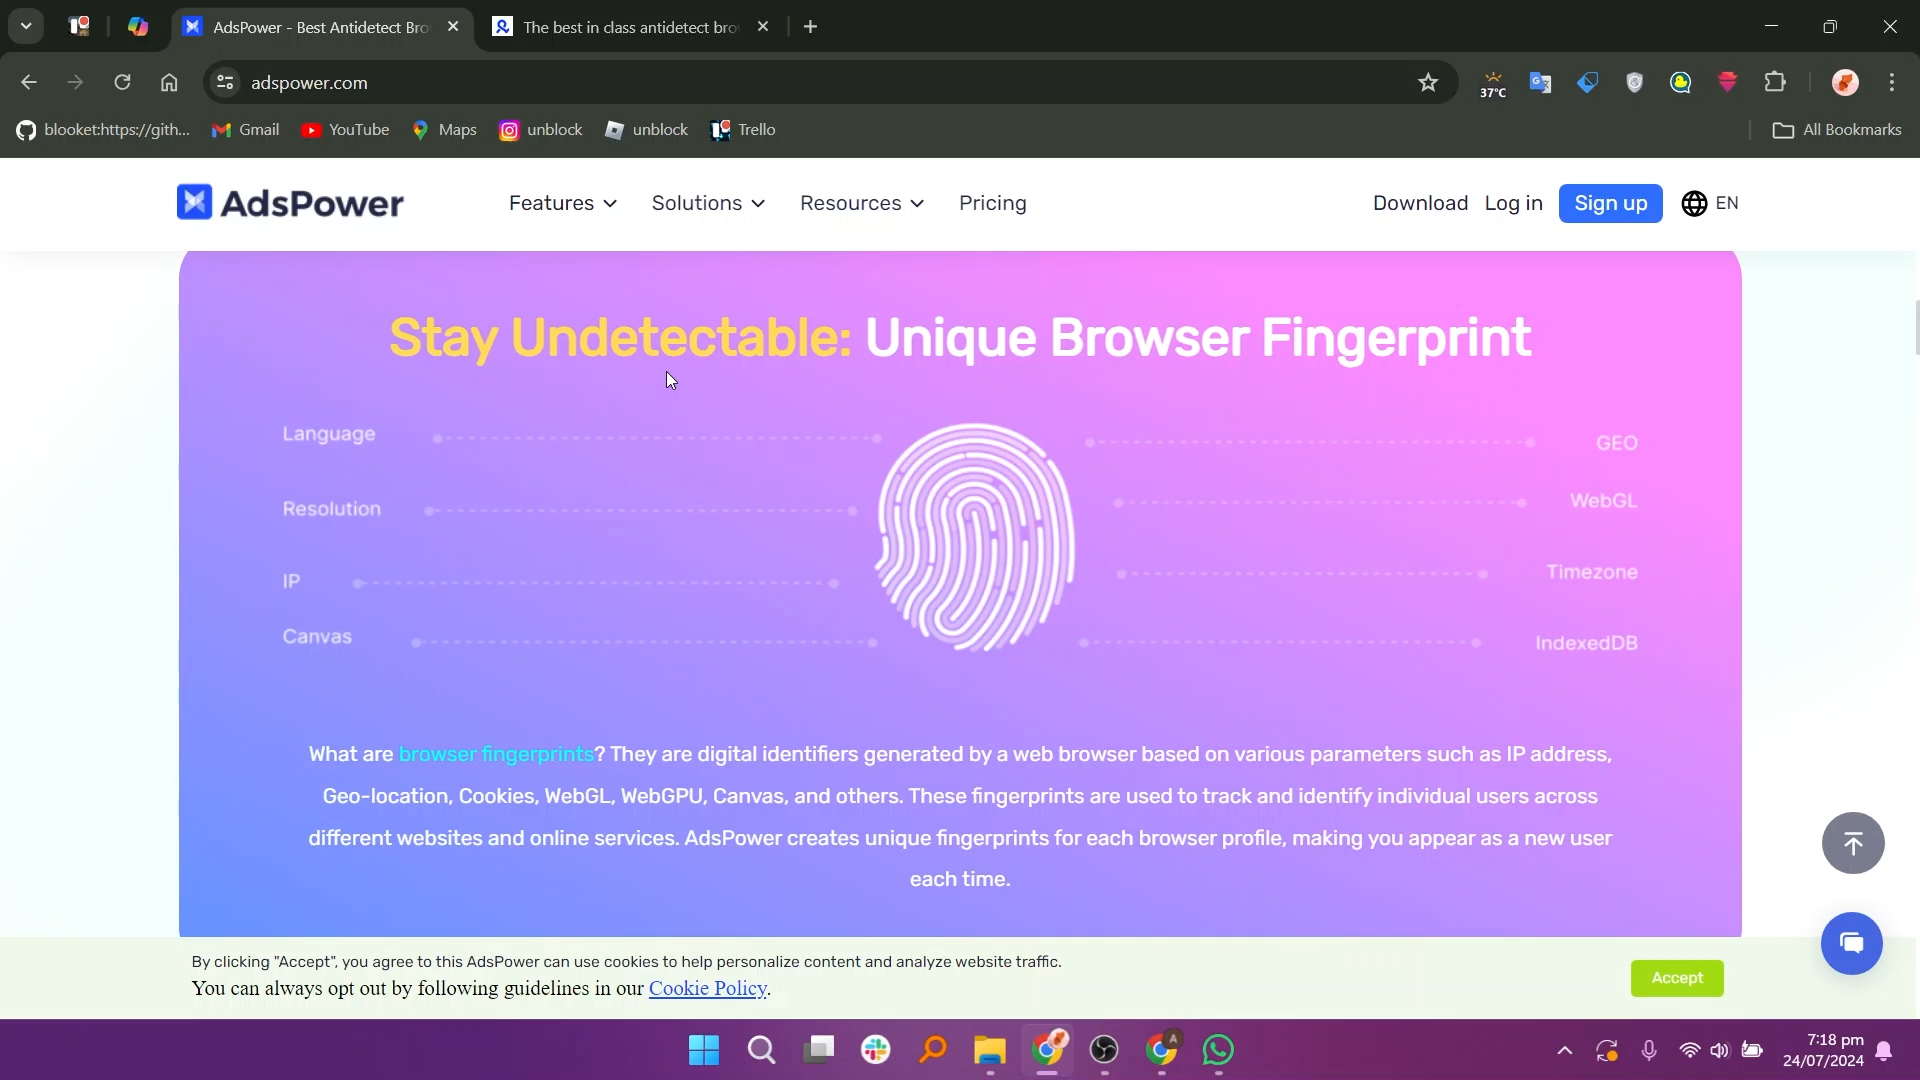 AdsPower - Best Antidetect Bro
The best in class antidetect bro
adspower.com
37°C
blooket:https://gith...
Gmail
YouTube
Maps
unblock
unblock
Trello
All Bookmarks
AdsPower
Features
Solutions
Resources
Pricing
Download
Log in
Sign up
EN
Stay Undetectable: Unique Browser Fingerprint
Language
GEO
Resolution
WebGL
IP
Timezone
Canvas
IndexedDB
What are browser fingerprints? They are digital identifiers generated by a web browser based on various parameters such as IP address,
Geo-location, Cookies, WebGL, WebGPU, Canvas, and others. These fingerprints are used to track and identify individual users across
different websites and online services. AdsPower creates unique fingerprints for each browser profile, making you appear as a new user
each time.
By clicking "Accept", you agree to this AdsPower can use cookies to help personalize content and analyze website traffic.
You can always opt out by following guidelines in our Cookie Policy.
Accept
A
7:18 pm
24/07/2024